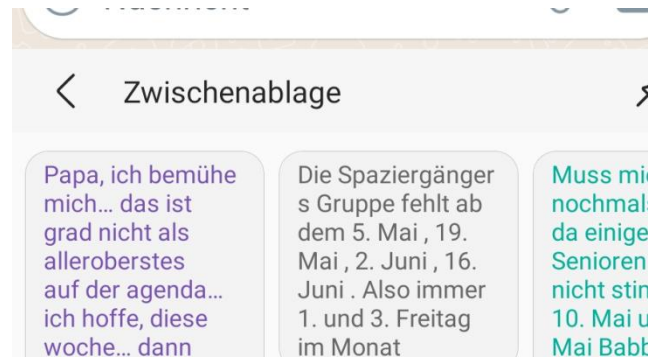 Zwischenablage
Papa, ich bemühe
mich... das ist
grad nicht als
alleroberstes
auf der agenda...
ich hoffe, diese
woche... dann
Die Spaziergänger
s Gruppe fehlt ab
dem 5. Mai , 19.
Mai , 2. Juni , 16.
Juni . Also immer
1. und 3. Freitag
im Monat
Muss
nochmals
da einige
Senioren
nicht
10. Mai
Mai